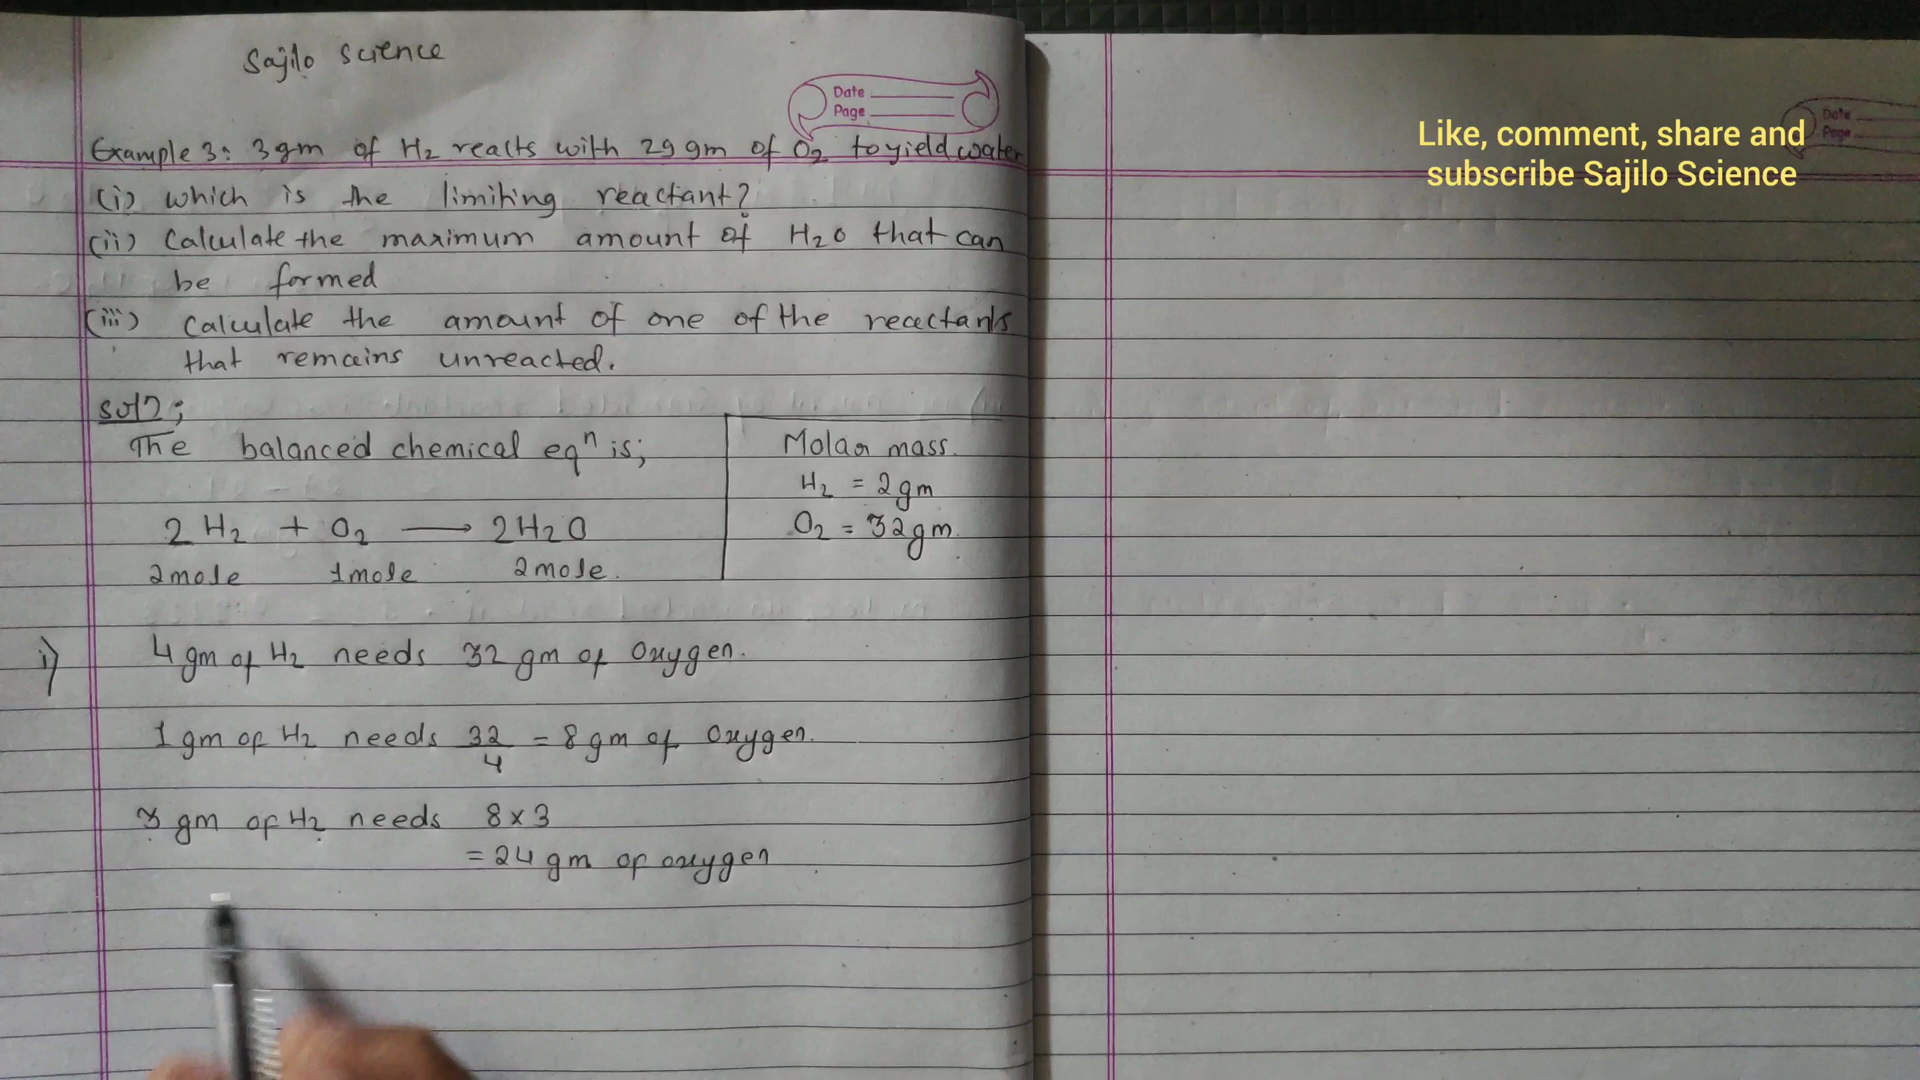 Sajilo science
Date
Page
Example 3: 3gm of H2 reacts with 29 gm of O2 to yield water
(i) which is the limiting reactant?
(ii) Calculate the maximum amount of H2O that can
be formed
(iii) Calculate the amount of one of the reactants
that remains unreacted.
Sol?;
The balanced chemical eqⁿ is;
2 H2 + O2 → 2H2O
2mole 1mole 2mole.
Molar mass.
H2 = 2gm
O2 = 32gm.
i) 4 gm of H2 needs 32 gm of oxygen.
1 gm of H2 needs 32/4 = 8 gm of oxygen.
3 gm of H2 needs 8 x 3
= 24 gm of oxygen
Like, comment, share and
subscribe Sajilo Science
Date
Page